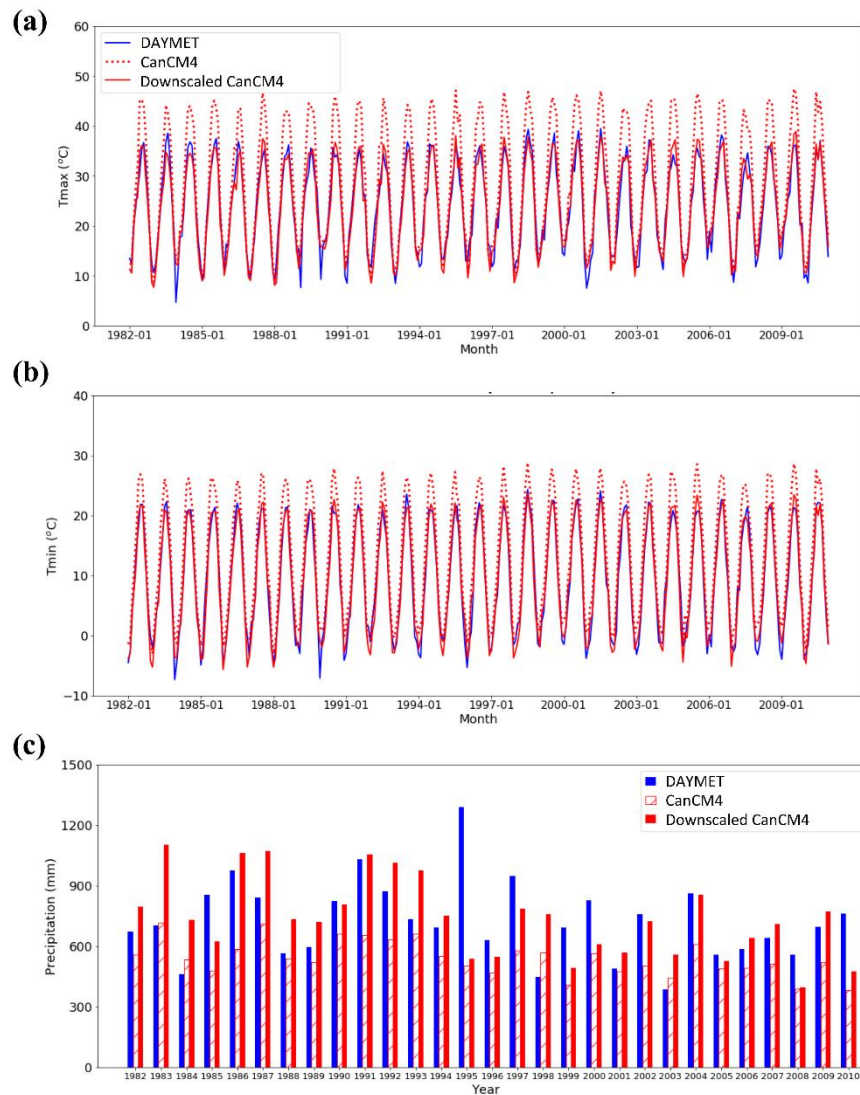 (a)
60
50
40
30
20
10
0
Tmax (°C)
DAYMET
CanCM4
Downscaled CanCM4
1982-01 1985-01 1988-01 1991-01 1994-01 1997-01 2000-01 2003-01 2006-01 2009-01
Month
(b)
40
30
20
10
0
−10
Tmin (°C)
1982-01 1985-01 1988-01 1991-01 1994-01 1997-01 2000-01 2003-01 2006-01 2009-01
Month
(c)
1500
1200
900
600
300
0
Precipitation (mm)
DAYMET
CanCM4
Downscaled CanCM4
1982 1983 1984 1985 1986 1987 1988 1989 1990 1991 1992 1993 1994 1995 1996 1997 1998 1999 2000 2001 2002 2003 2004 2005 2006 2007 2008 2009 2010
Year